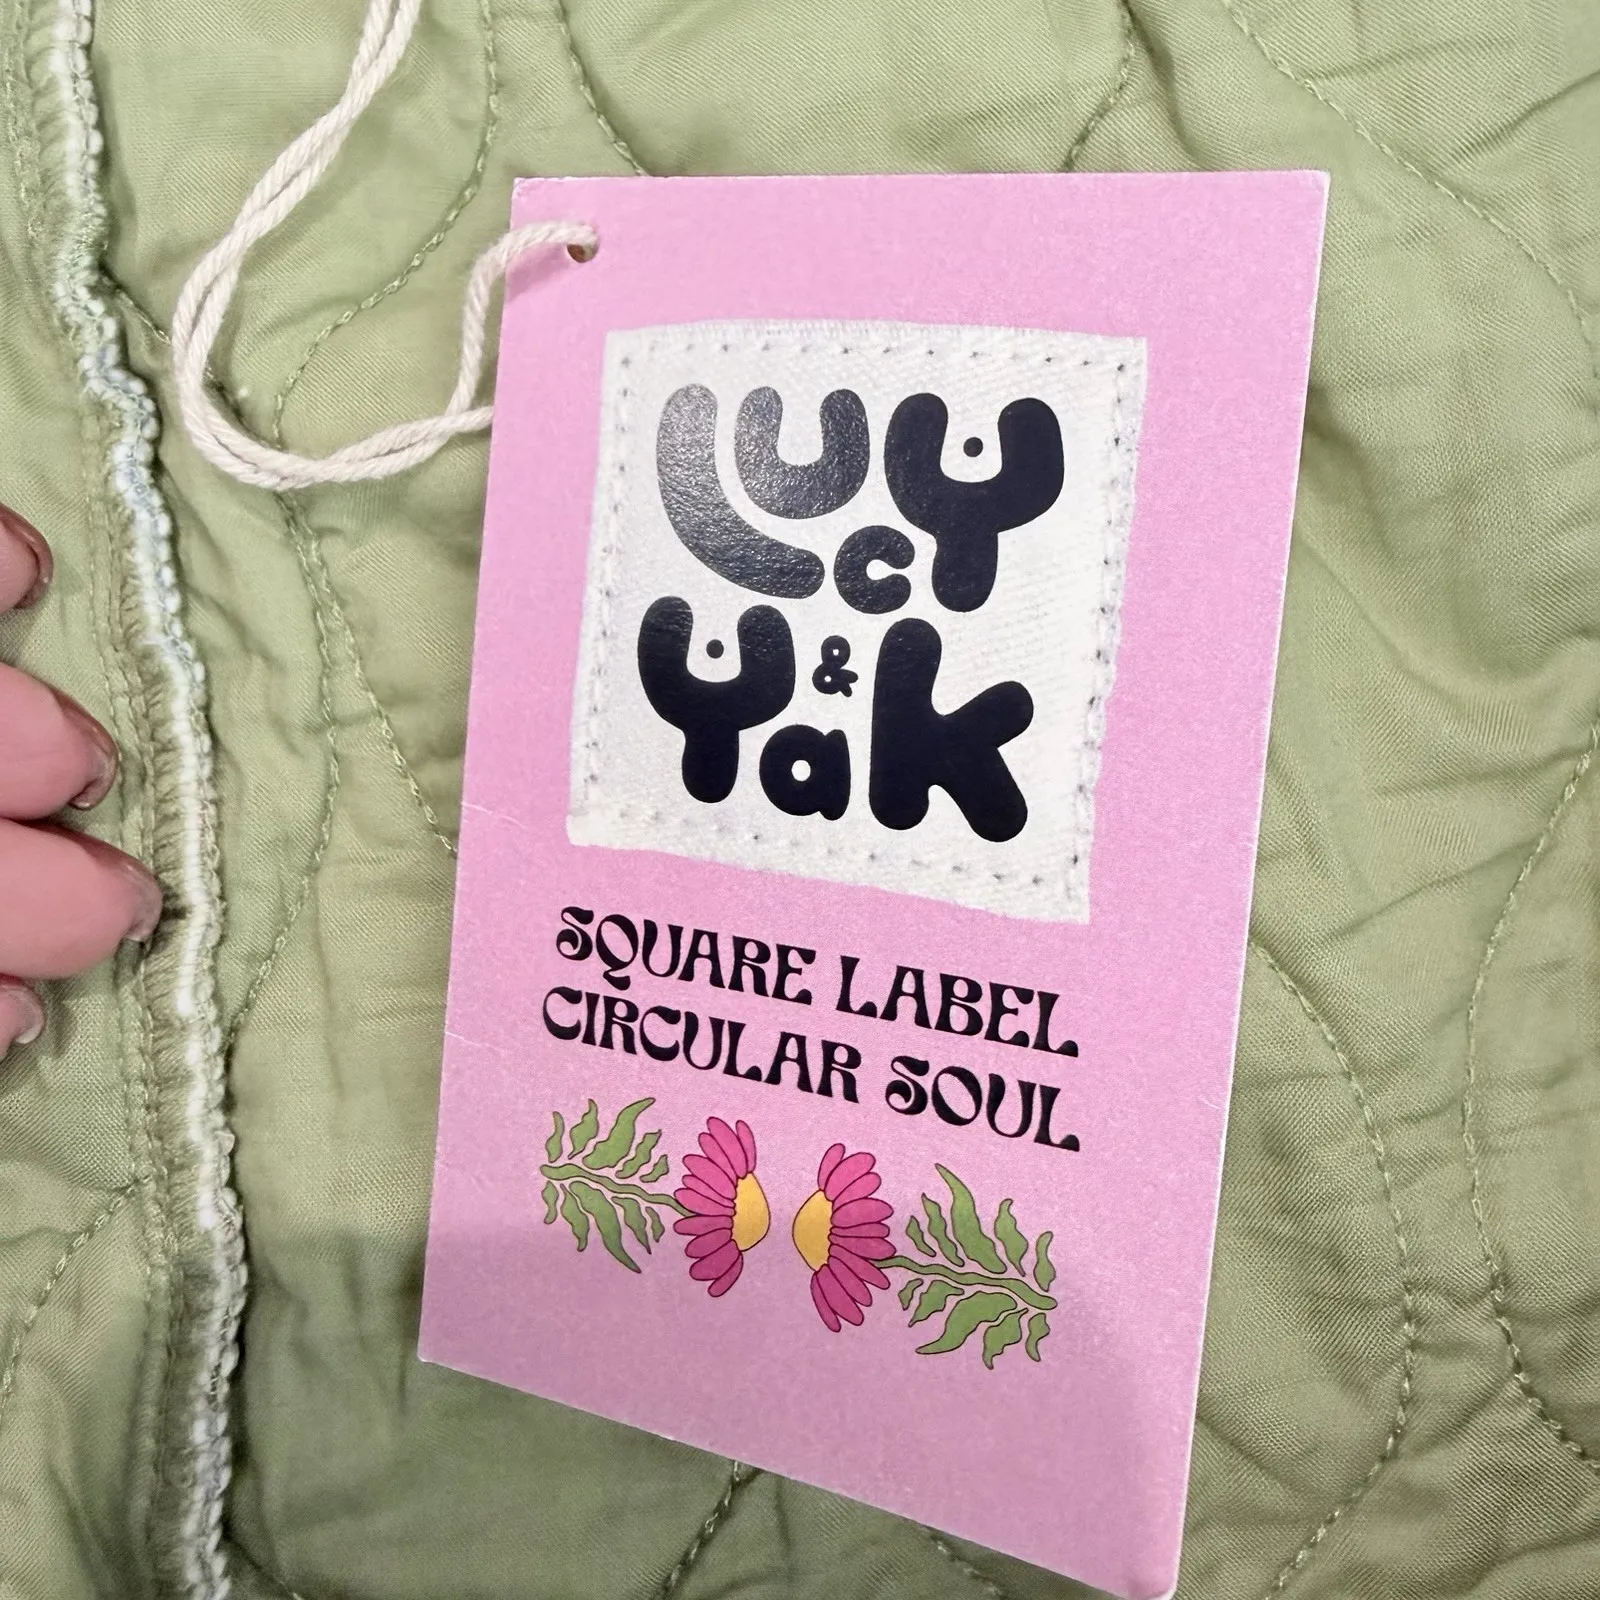 Lucy
& Yak
SQUARE LABEL
CIRCULAR SOUL